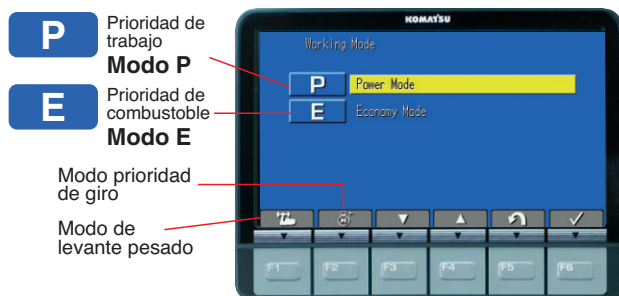 P
Prioridad de
trabajo
Modo P
E
Prioridad de
combustoble
Modo E
Modo prioridad
de giro
Modo de
levante pesado
KOMATSU
Working Mode
P Power Mode
E Economy Mode
F1 F2 F3 F4 F5 F6